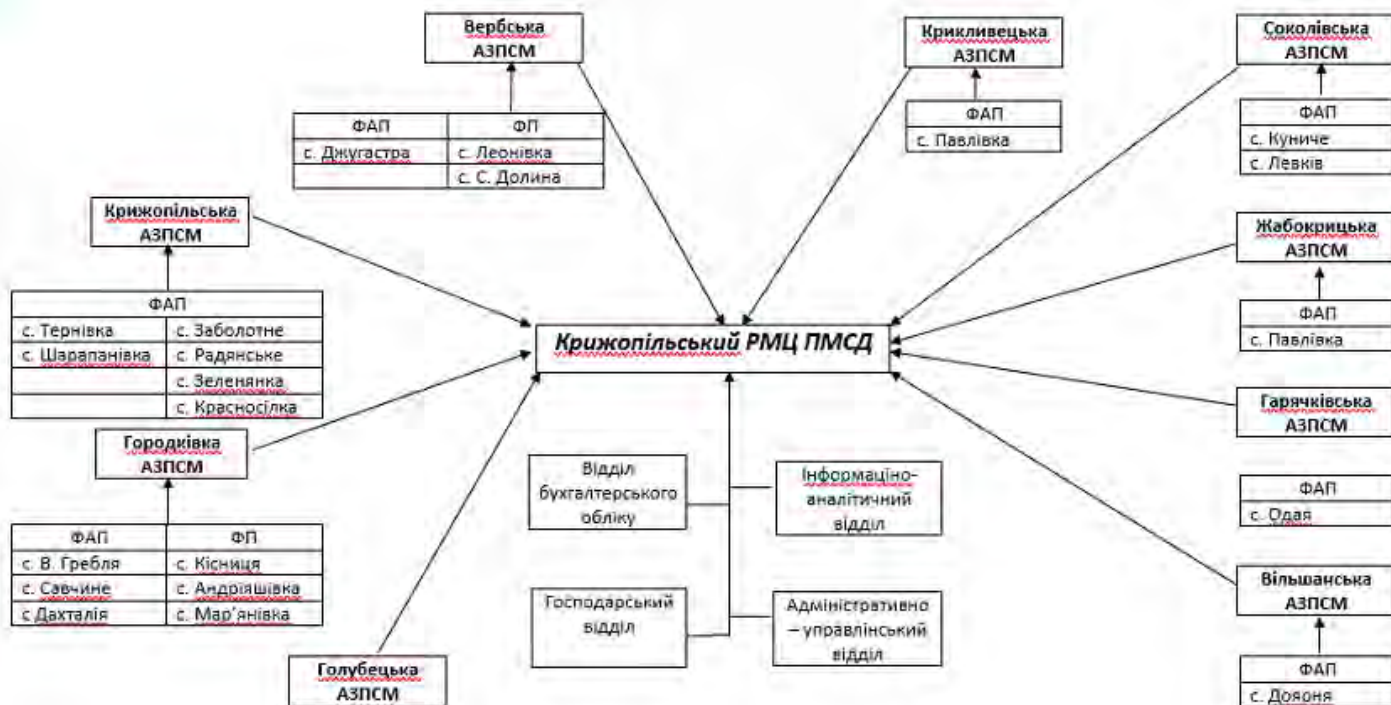 Вербська
АЗПСМ
ФАП
ФП
с. Джугастра
с. Леонівка
с. С. Долина
Крикливецька
АЗПСМ
ФАП
с. Павлівка
Соколівська
АЗПСМ
ФАП
с. Куниче
с. Левків
Крижопільська
АЗПСМ
ФАП
с. Тернівка
с. Заболотне
с. Шарапанівка
с. Радянське
с. Зеленянка
с. Красносілка
Жабокрицька
АЗПСМ
ФАП
с. Павлівка
Крижопільський РМЦ ПМСД
Городківка
АЗПСМ
ФАП
ФП
с. В. Гребля
с. Кісниця
с. Савчине
с. Андріяшівка
с Дахталія
с. Мар’янівка
Гарячківська
АЗПСМ
ФАП
с. Одая
Відділ
бухгалтерського
обліку
Інформаціно-
аналітичний
відділ
Господарський
відділ
Адміністративно
– управлінський
відділ
Вільшанська
АЗПСМ
ФАП
с. Дояоня
Голубецька
АЗПСМ